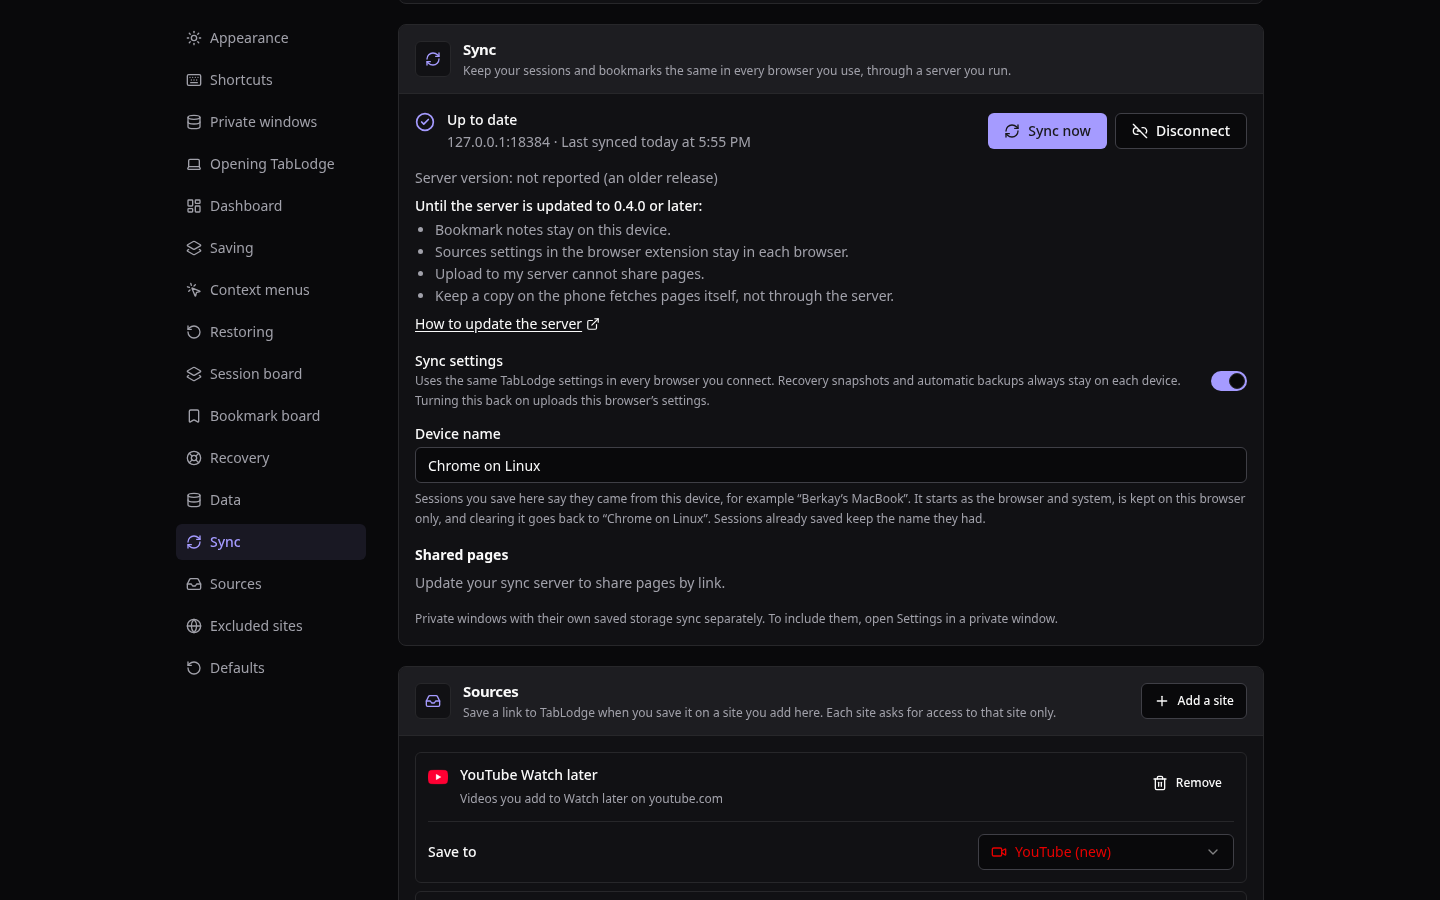 Appearance
Shortcuts
Private windows
Opening TabLodge
Dashboard
Saving
Context menus
Restoring
Session board
Bookmark board
Recovery
Data
Sync
Sources
Excluded sites
Defaults
Sync
Keep your sessions and bookmarks the same in every browser you use, through a server you run.
Up to date
127.0.0.1:18384 · Last synced today at 5:55 PM
Sync now
Disconnect
Server version: not reported (an older release)
Until the server is updated to 0.4.0 or later:
• Bookmark notes stay on this device.
• Sources settings in the browser extension stay in each browser.
• Upload to my server cannot share pages.
• Keep a copy on the phone fetches pages itself, not through the server.
How to update the server
Sync settings
Uses the same TabLodge settings in every browser you connect. Recovery snapshots and automatic backups always stay on each device.
Turning this back on uploads this browser’s settings.
Device name
Chrome on Linux
Sessions you save here say they came from this device, for example “Berkay’s MacBook”. It starts as the browser and system, is kept on this browser
only, and clearing it goes back to “Chrome on Linux”. Sessions already saved keep the name they had.
Shared pages
Update your sync server to share pages by link.
Private windows with their own saved storage sync separately. To include them, open Settings in a private window.
Sources
Save a link to TabLodge when you save it on a site you add here. Each site asks for access to that site only.
Add a site
YouTube Watch later
Videos you add to Watch later on youtube.com
Remove
Save to
YouTube (new)